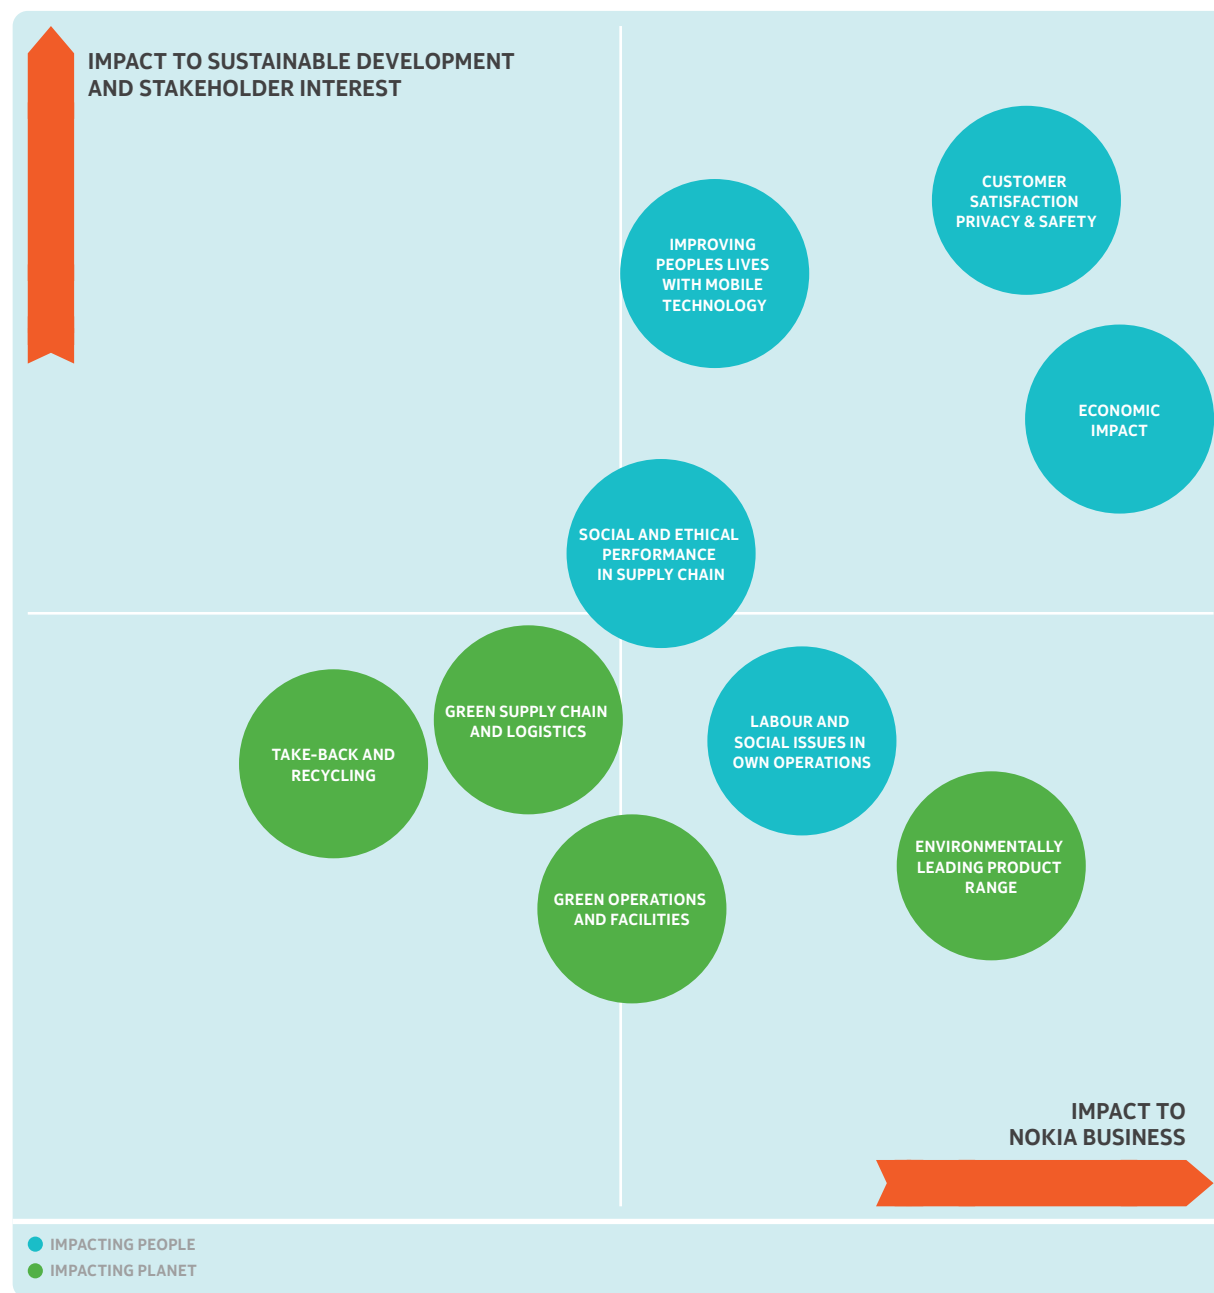 IMPACT TO SUSTAINABLE DEVELOPMENT
AND STAKEHOLDER INTEREST
CUSTOMER
SATISFACTION
PRIVACY & SAFETY
IMPROVING
PEOPLES LIVES
WITH MOBILE
TECHNOLOGY
ECONOMIC
IMPACT
SOCIAL AND ETHICAL
PERFORMANCE
IN SUPPLY CHAIN
GREEN SUPPLY CHAIN
AND LOGISTICS
LABOUR AND
SOCIAL ISSUES IN
OWN OPERATIONS
TAKE-BACK AND
RECYCLING
ENVIRONMENTALLY
LEADING PRODUCT
RANGE
GREEN OPERATIONS
AND FACILITIES
IMPACT TO
NOKIA BUSINESS
IMPACTING PEOPLE
IMPACTING PLANET